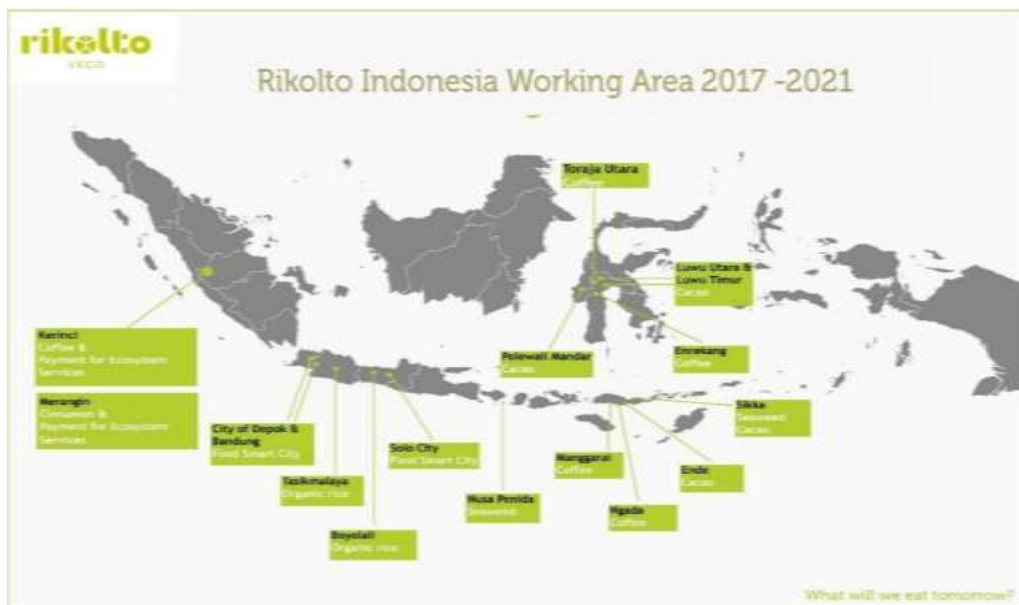 rikolto
VECO
Rikolto Indonesia Working Area 2017 -2021
Toraja Utara
Coffee
Luwu Utara &
Luwu Timur
Cacao
Kerinci
Coffee &
Payment for Ecosystem
Services
Polewali Mandar
Cacao
Enrekang
Coffee
Merangin
Cinnamon &
Payment for Ecosystem
Services
City of Depok &
Bandung
Food Smart City
Solo City
Food Smart City
Manggarai
Coffee
Sikka
Seaweed
Cacao
Tasikmalaya
Organic rice
Nusa Penida
Seaweed
Ende
Cacao
Ngada
Coffee
Boyolali
Organic rice
What will we eat tomorrow?